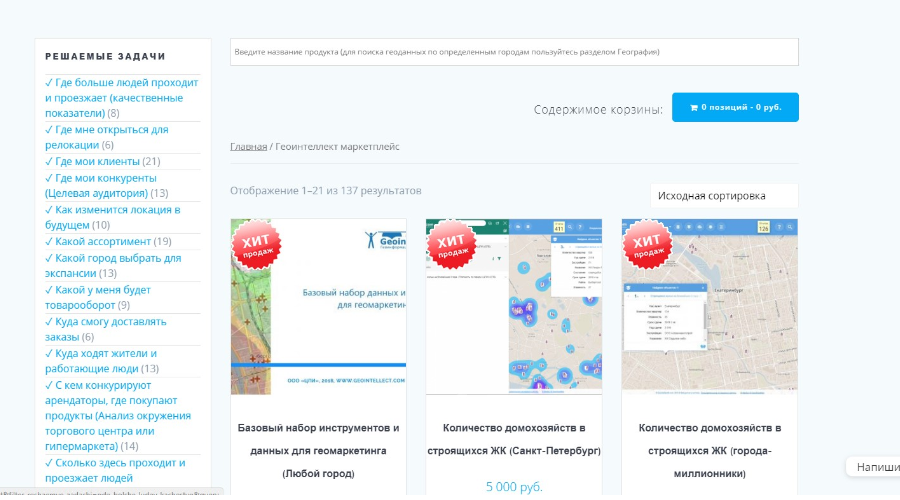 РЕШАЕМЫЕ ЗАДАЧИ
✓ Где больше людей проходит
и проезжает (качественные
показатели) (8)
✓ Где мне открыться для
релокации (6)
✓ Где мои клиенты (21)
✓ Где мои конкуренты
(Целевая аудитория) (13)
✓ Как изменится локация в
будущем (10)
✓ Какой ассортимент (19)
✓ Какой город выбрать для
экспансии (13)
✓ Какой у меня будет
товарооборот (9)
✓ Куда смогу доставлять
заказы (6)
✓ Куда ходят жители и
работающие люди (13)
✓ С кем конкурируют
арендаторы, где покупают
продукты (Анализ окружения
торгового центра или
гипермаркета) (14)
✓ Сколько здесь проходит и
проезжает людей
Введите название продукта (для поиска геоданных по определенным городам пользуйтесь разделом География)
Содержимое корзины:
0 позиций - 0 руб.
Главная / Геоинтеллект маркетплейс
Отображение 1–21 из 137 результатов
Исходная сортировка
ХИТ
продаж
Geoin
Базовый набор данных и
для геомаркетин
ООО «ЦПИ», 2018, WWW.GEOINTELLECT.COM
Базовый набор инструментов и
данных для геомаркетинга
(Любой город)
ХИТ
продаж
411
Количество домохозяйств в
строящихся ЖК (Санкт-Петербург)
5 000 руб.
ХИТ
продаж
126
Екатеринбург
Количество домохозяйств в
строящихся ЖК (города-
миллионники)
Напиши